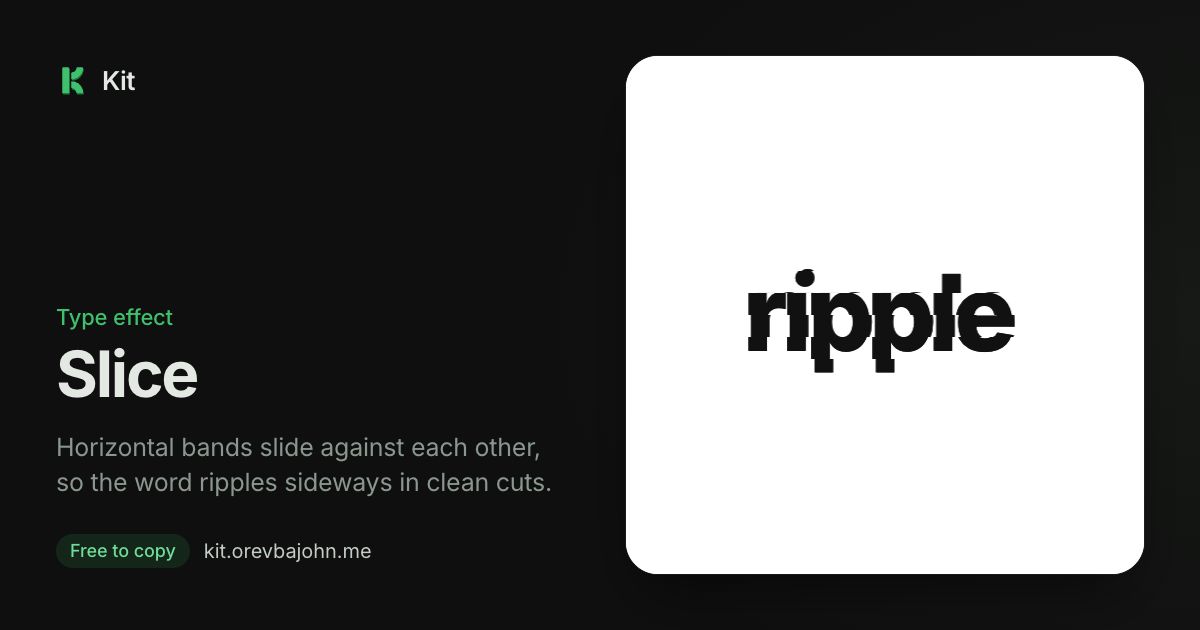 Kit
Type effect
Slice
Horizontal bands slide against each other,
so the word ripples sideways in clean cuts.
Free to copy
kit.orevbajohn.me
ripple